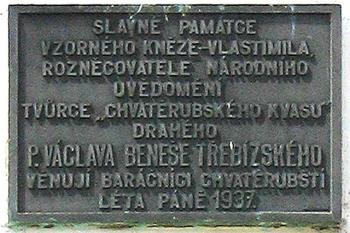 SLAVNÉ PAMÁTCE
VZORNÉHO KNĚZE-VLASTIMILA,
ROZNĚCOVATELE NÁRODNÍHO
UVĚDOMĚNÍ
TVŮRCE „CHVATĚRUBSKÉHO KVASU"
DRAHÉHO
P. VÁCLAVA BENEŠE TŘEBÍZSKÉHO
VĚNUJÍ BARÁČNÍCI CHVATĚRUBŠTÍ
LÉTA PÁNĚ 1937.